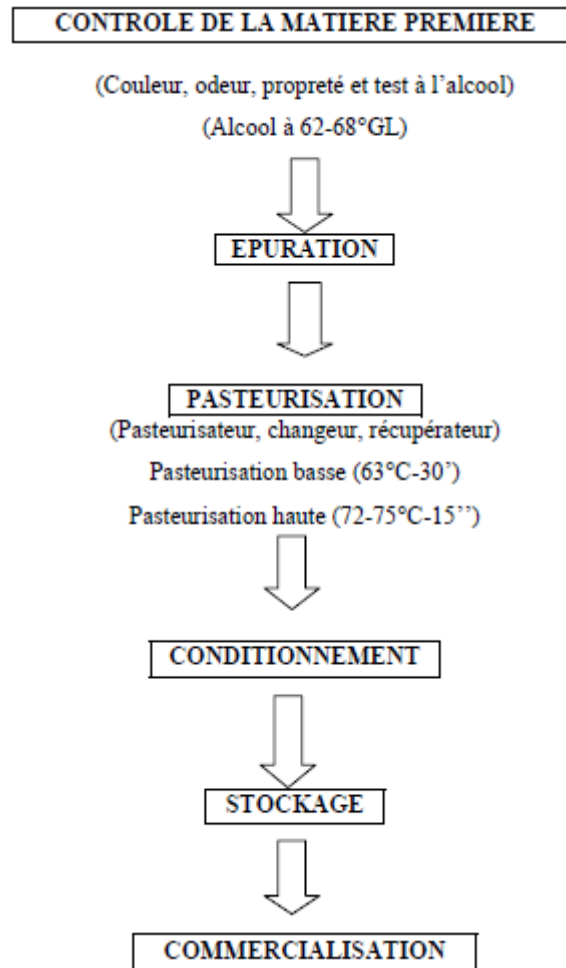 CONTROLE DE LA MATIERE PREMIERE
(Couleur, odeur, propreté et test à l’alcool)
(Alcool à 62-68°GL)
EPURATION
PASTEURISATION
(Pasteurisateur, changeur, récupérateur)
Pasteurisation basse (63°C-30’)
Pasteurisation haute (72-75°C-15’’)
CONDITIONNEMENT
STOCKAGE
COMMERCIALISATION